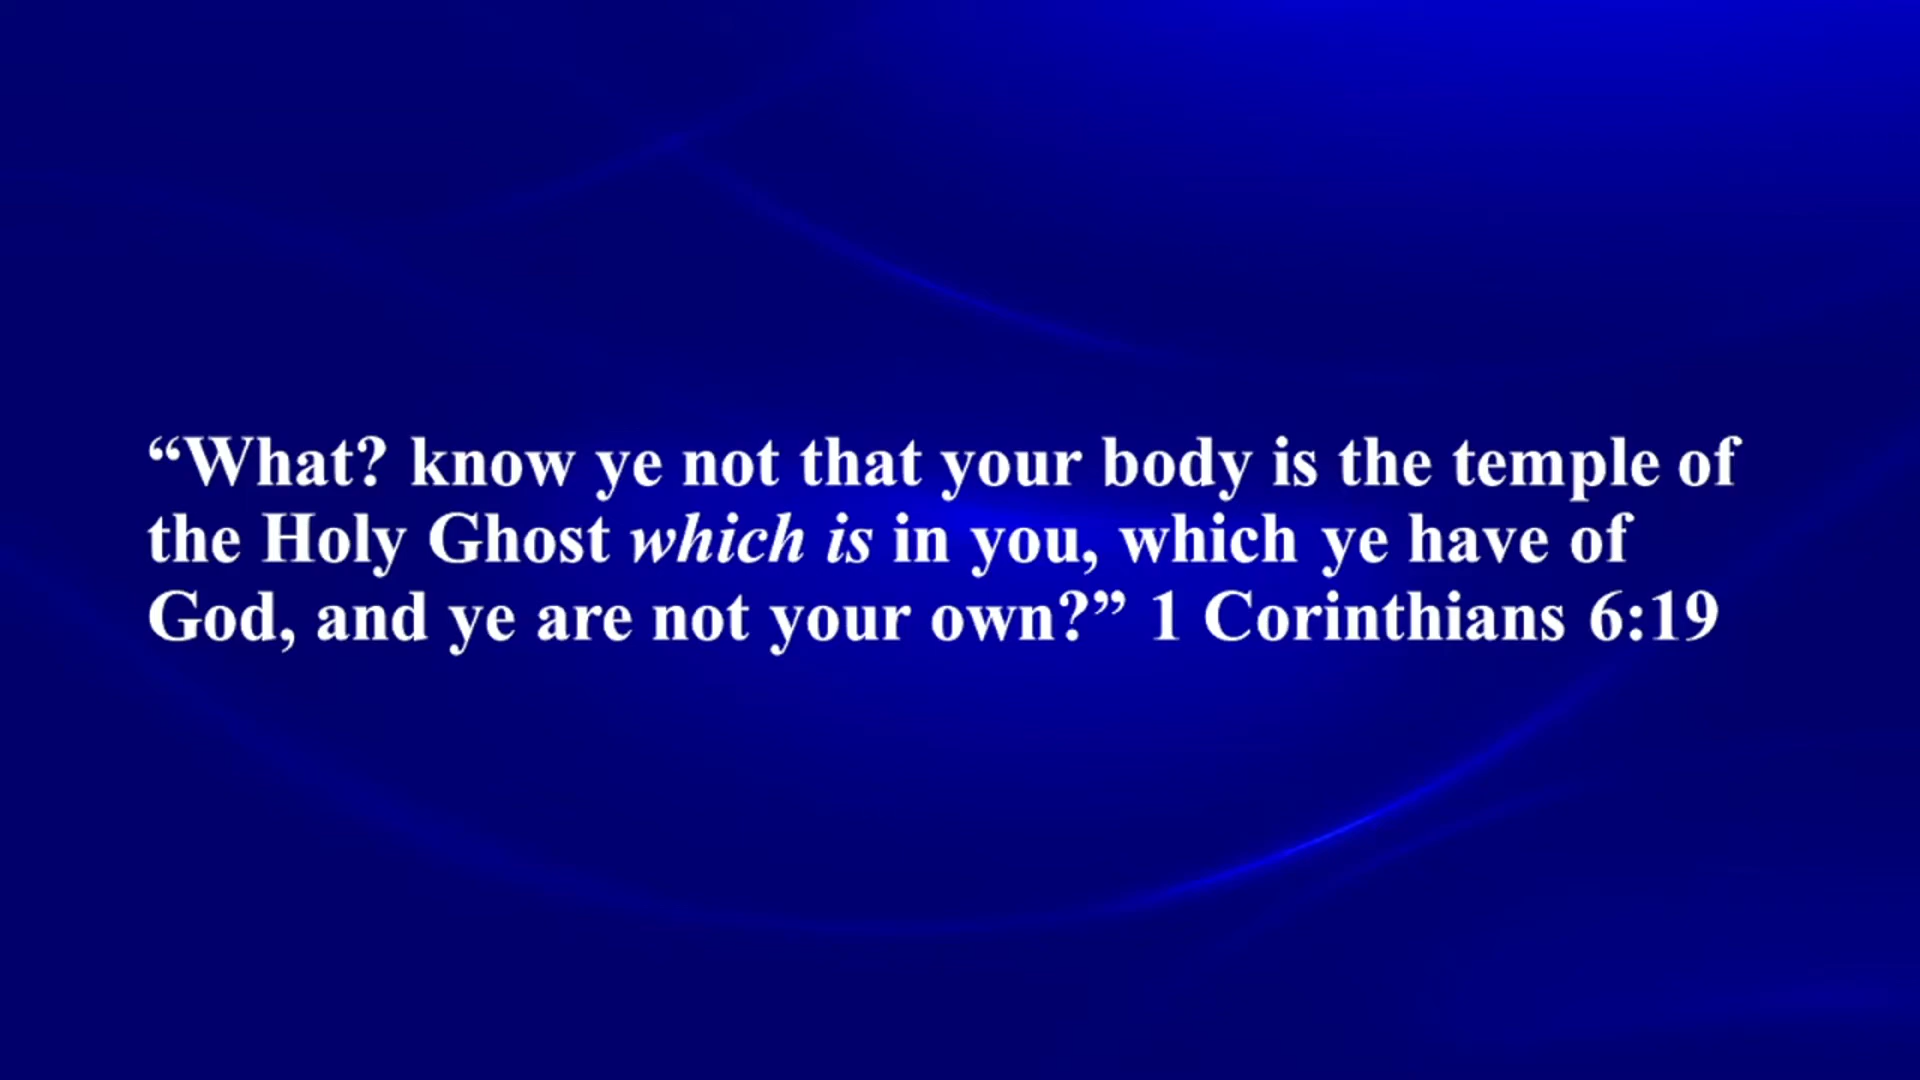 “What? know ye not that your body is the temple of
the Holy Ghost which is in you, which ye have of
God, and ye are not your own?” 1 Corinthians 6:19